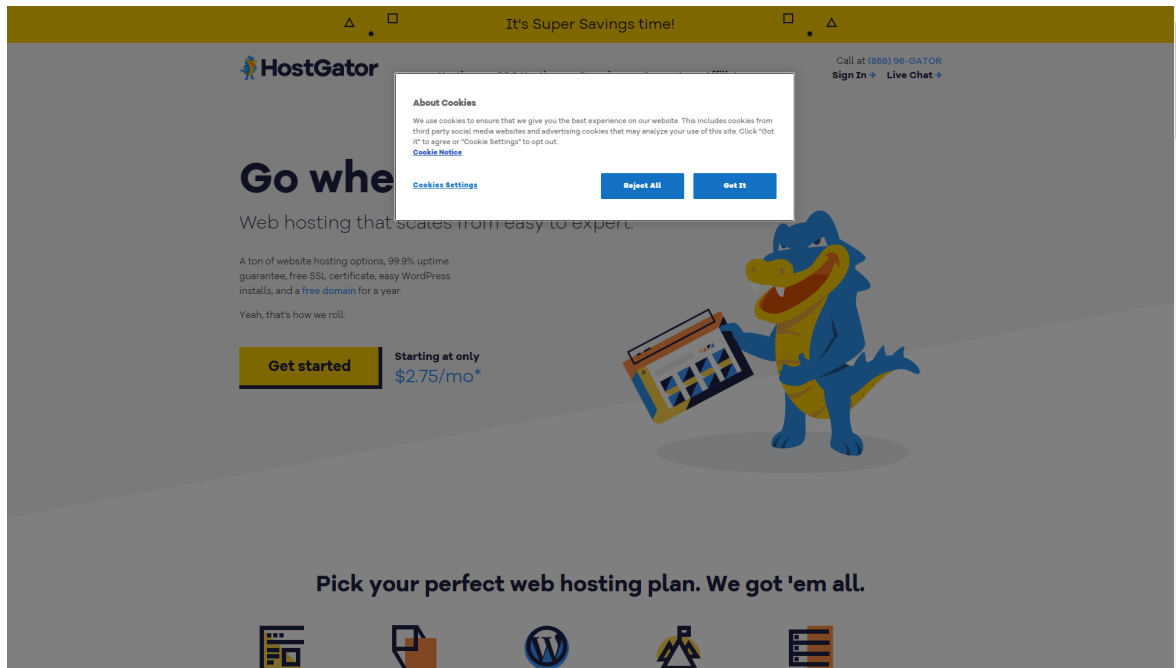 It's Super Savings time!
HostGator
Call at (866) 96-GATOR
Sign In → Live Chat →
About Cookies
We use cookies to ensure that we give you the best experience on our website. This includes cookies from
third party social media websites and advertising cookies that may analyze your use of this site. Click "Got
it" to agree or "Cookie Settings" to opt out.
Cookie Notice
Cookies Settings
Reject All
Got It
Go whe
Web hosting that scales from easy to expert.
A ton of website hosting options, 99.9% uptime
guarantee, free SSL certificate, easy WordPress
installs, and a free domain for a year.
Yeah, that's how we roll.
Get started
Starting at only
$2.75/mo*
Pick your perfect web hosting plan. We got 'em all.